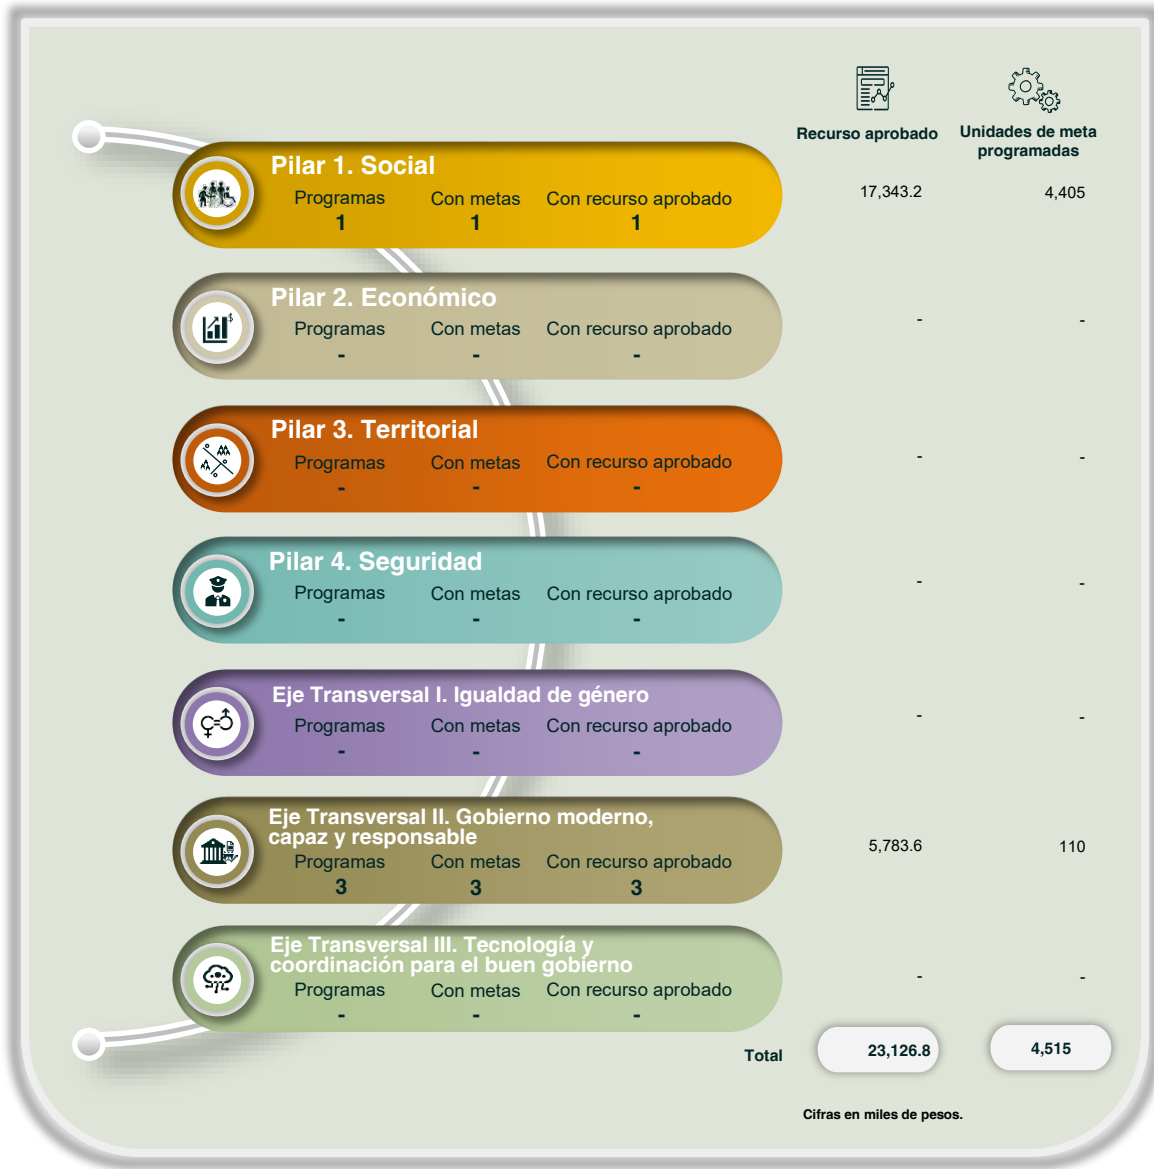 Recurso aprobado
Unidades de meta
programadas
Pilar 1. Social
Programas Con metas Con recurso aprobado
1 1 1
17,343.2 4,405
Pilar 2. Económico
Programas Con metas Con recurso aprobado
- - -
- -
Pilar 3. Territorial
Programas Con metas Con recurso aprobado
- - -
- -
Pilar 4. Seguridad
Programas Con metas Con recurso aprobado
- - -
- -
Eje Transversal I. Igualdad de género
Programas Con metas Con recurso aprobado
- - -
- -
Eje Transversal II. Gobierno moderno,
capaz y responsable
Programas Con metas Con recurso aprobado
3 3 3
5,783.6 110
Eje Transversal III. Tecnología y
coordinación para el buen gobierno
Programas Con metas Con recurso aprobado
- - -
- -
Total 23,126.8 4,515
Cifras en miles de pesos.